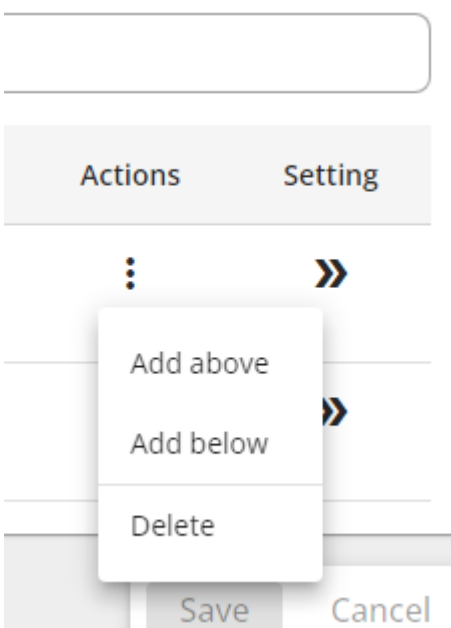 Actions Setting
Add above
Add below
Delete
Save Cancel